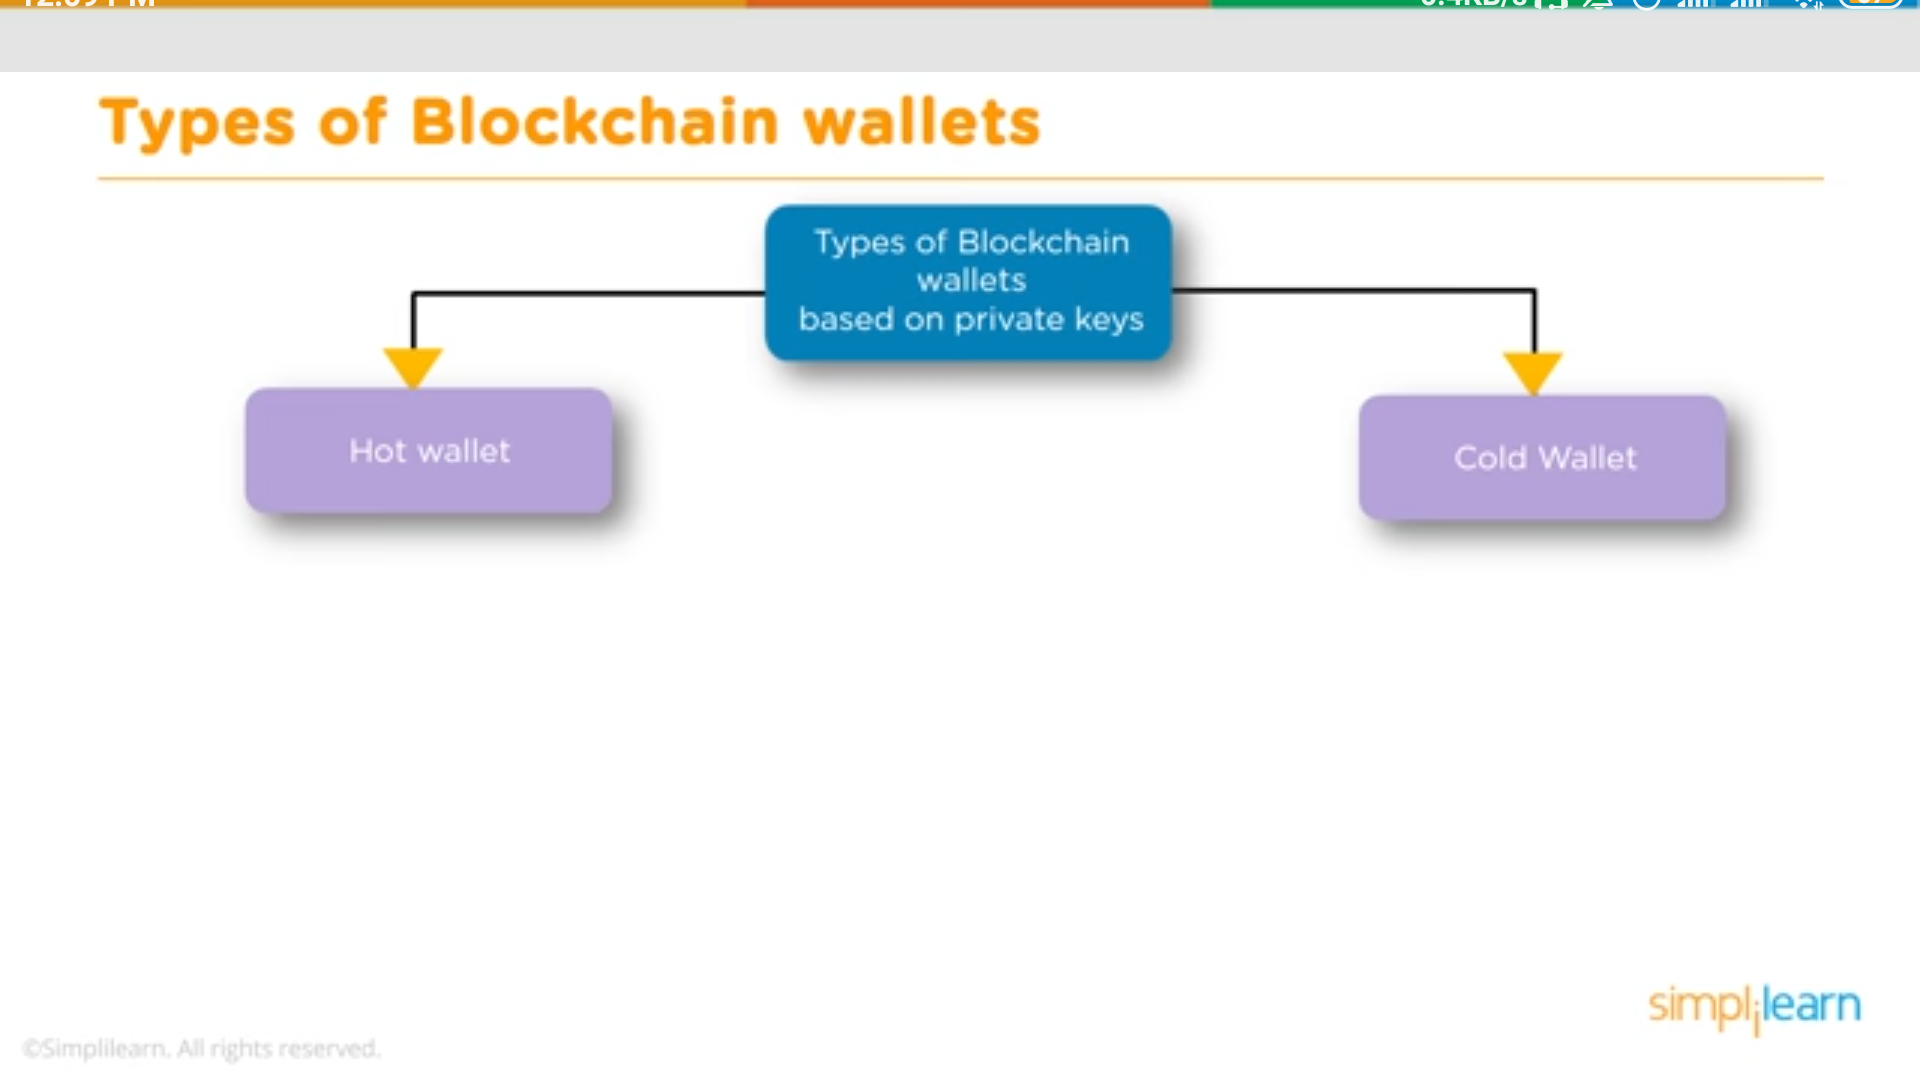 Types of Blockchain wallets
Types of Blockchain
wallets
based on private keys
Hot wallet
Cold Wallet
simplilearn
©Simplilearn. All rights reserved.